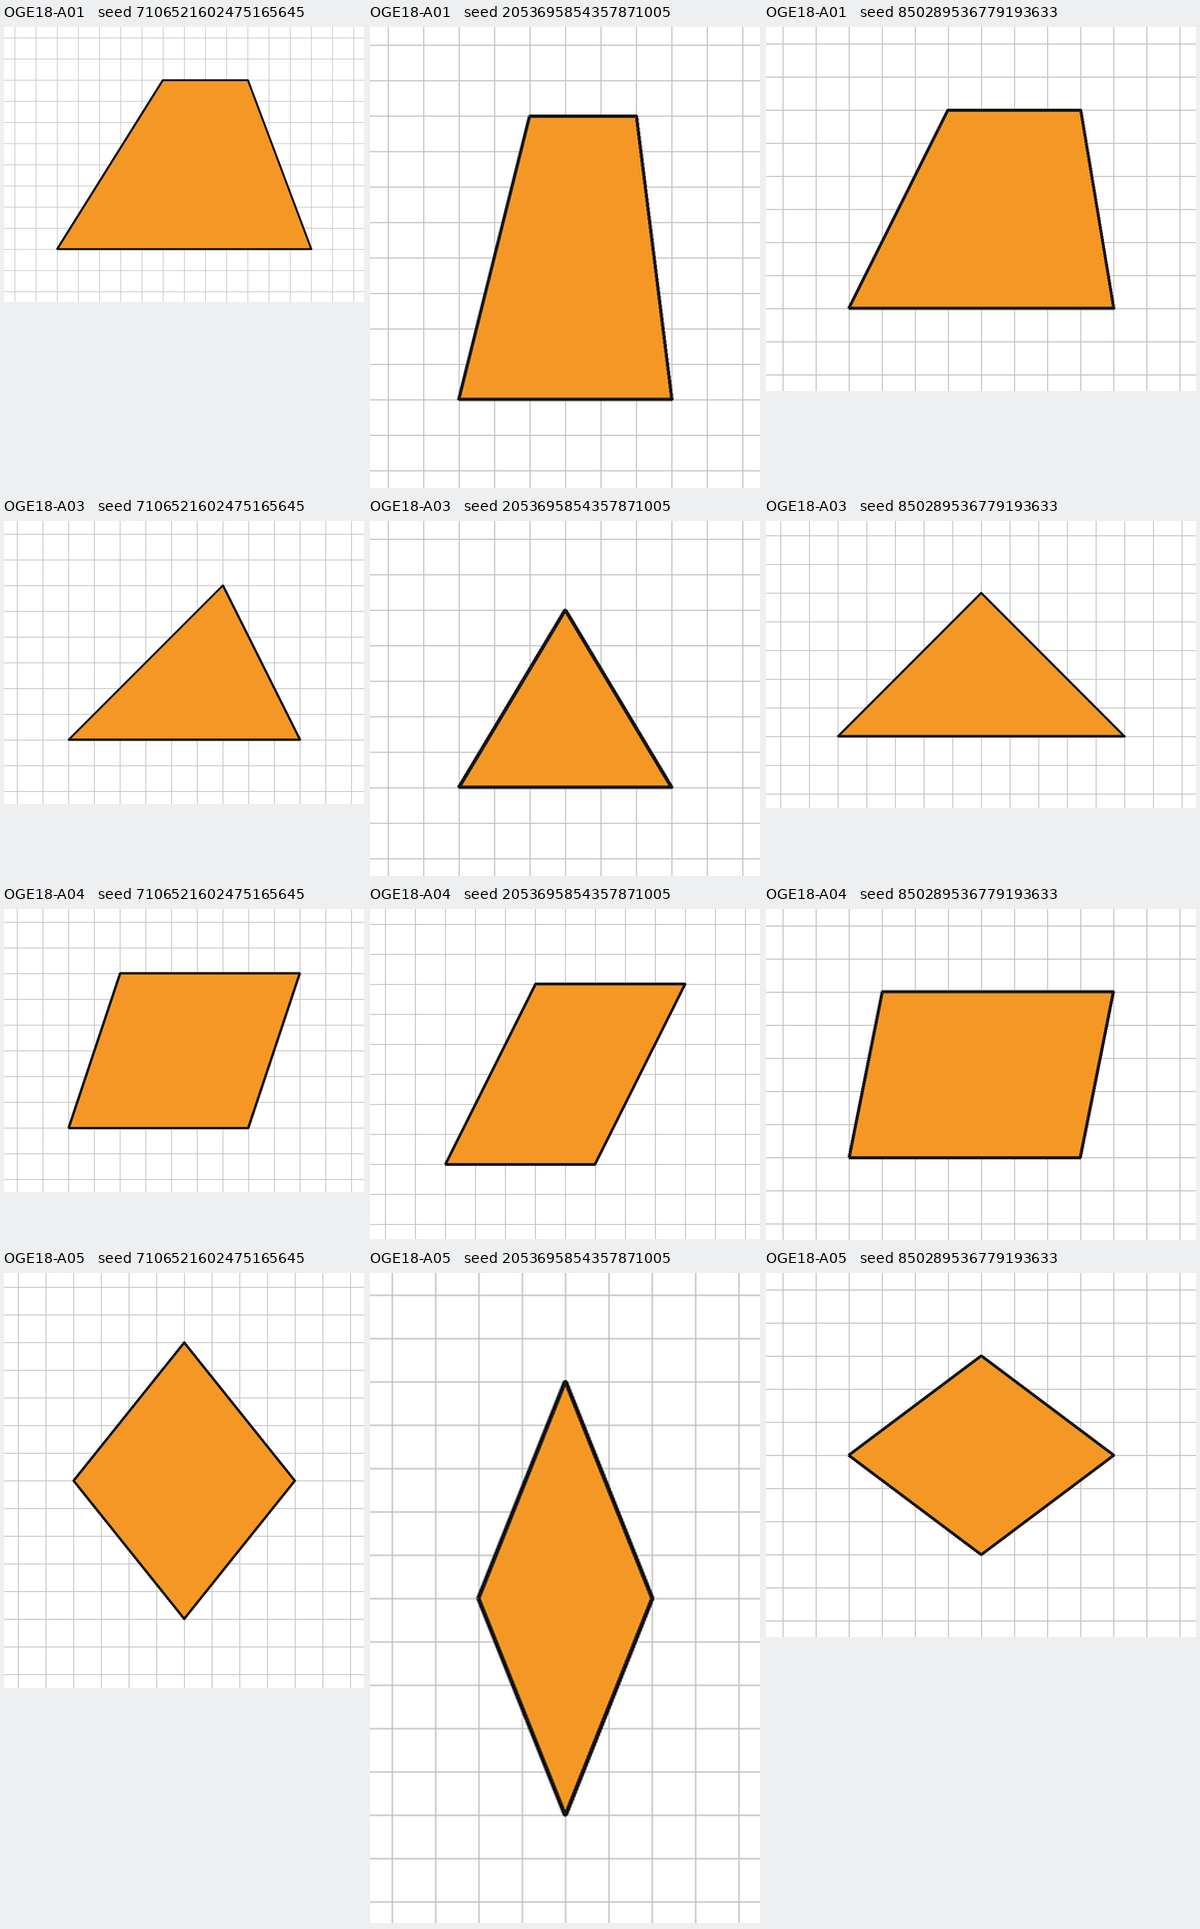 OGE18-A01 seed 7106521602475165645
OGE18-A01 seed 2053695854357871005
OGE18-A01 seed 850289536779193633
OGE18-A03 seed 7106521602475165645
OGE18-A03 seed 2053695854357871005
OGE18-A03 seed 850289536779193633
OGE18-A04 seed 7106521602475165645
OGE18-A04 seed 2053695854357871005
OGE18-A04 seed 850289536779193633
OGE18-A05 seed 7106521602475165645
OGE18-A05 seed 2053695854357871005
OGE18-A05 seed 850289536779193633